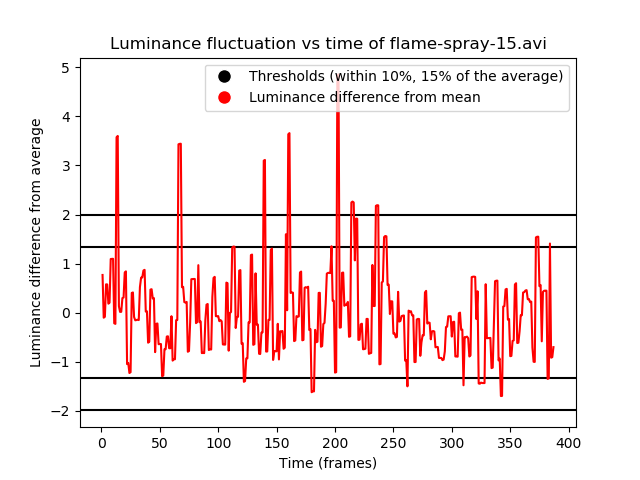 Luminance fluctuation vs time of flame-spray-15.avi
Thresholds (within 10%, 15% of the average)
Luminance difference from mean
Luminance difference from average
5
4
3
2
1
0
−1
−2
0 50 100 150 200 250 300 350 400
Time (frames)